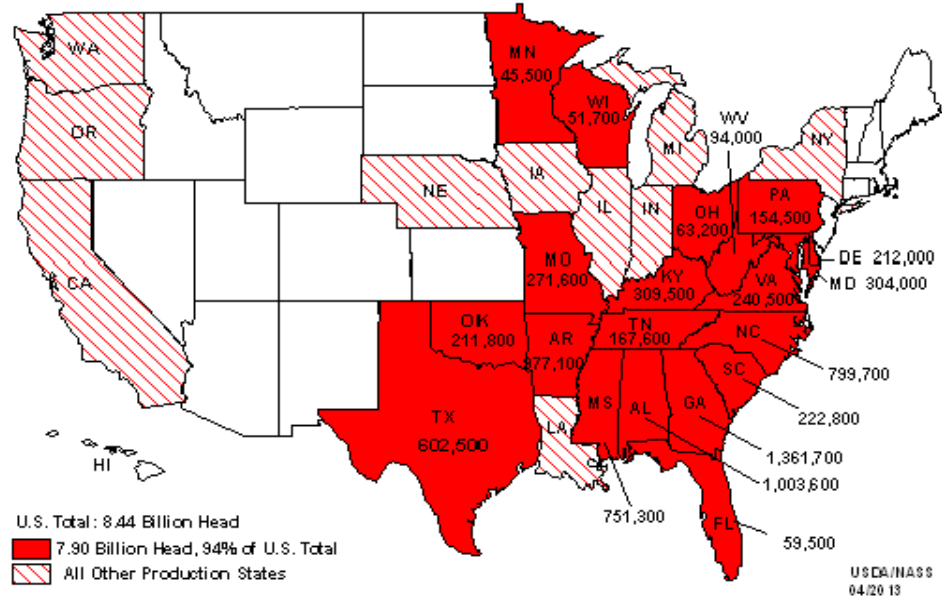 WA
OR
CA
HI
NE
MN
45,500
WI
51,700
IA
IL
IN
MI
NY
WV
94,000
OH
63,200
PA
154,500
DE 212,000
MD 304,000
VA
240,500
KY
309,500
MO
271,600
TN
167,600
NC
799,700
SC
222,800
OK
211,800
AR
977,100
TX
602,500
LA
MS
AL
GA
1,361,700
1,003,600
751,300
FL
59,500
U.S. Total: 8.44 Billion Head
7.90 Billion Head, 94% of U.S. Total
All Other Production States
USDA/NASS
04/2013